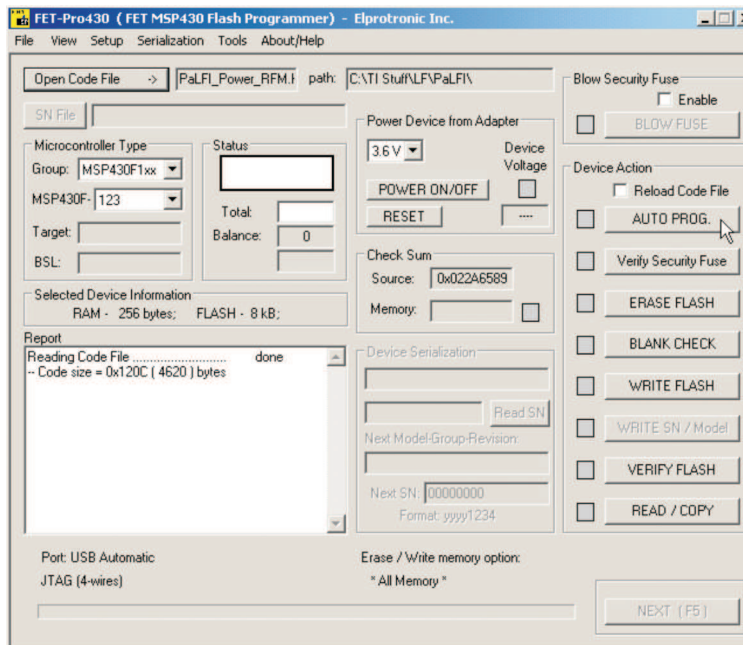 FET-Pro430 ( FET MSP430 Flash Programmer) - Elprotronic Inc.
File View Setup Serialization Tools About/Help
Open Code File -> PaLFI_Power_RFM. path: C:\TI Stuff\LF\PaLFI\
SN File
Microcontroller Type
Group: MSP430F1xx
MSP430F- 123
Target:
BSL:
Status
Total:
Balance: 0
Selected Device Information
RAM - 256 bytes; FLASH - 8 kB;
Report
Reading Code File ........................... done
-- Code size = 0x120C ( 4620 ) bytes
Power Device from Adapter
3.6 V
Device
Voltage
POWER ON/OFF
RESET ----
Check Sum
Source: 0x022A6589
Memory:
Device Serialization
Read SN
Next Model-Group-Revision:
Next SN: 00000000
Format: yyyy1234
Blow Security Fuse
Enable
BLOW FUSE
Device Action
Reload Code File
AUTO PROG.
Verify Security Fuse
ERASE FLASH
BLANK CHECK
WRITE FLASH
WRITE SN / Model
VERIFY FLASH
READ / COPY
Port: USB Automatic
JTAG (4-wires)
Erase / Write memory option:
" All Memory "
NEXT ( F5 )